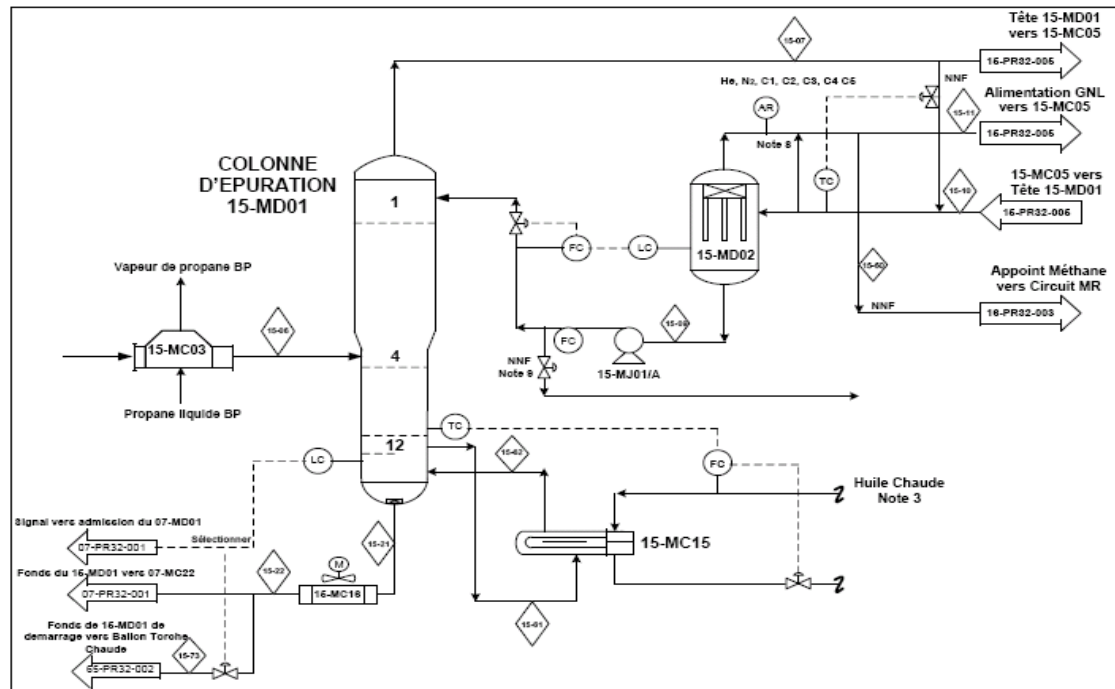 Tête 15-MD01
vers 15-MC05
15-07
16-PR32-005
NNF
He, N2, C1, C2, C3, C4 C5
Alimentation GNL
vers 15-MC05
AR
15-11
16-PR32-005
Note 8
COLONNE
D'EPURATION
15-MD01
1
TC
15-MC05 vers
Tête 15-MD01
15-10
FC
LC
15-MD02
Vapeur de propane BP
15-60
Appoint Méthane
vers Circuit MR
15-06
NNF
16-PR32-003
15-MC03
4
FC
NNF
Note 9
15-MJ01/A
Propane liquide BP
TC
12
15-62
FC
LC
Huile Chaude
Note 3
Signal vers admission du 07-MD01
Sélectionner
07-PR32-001
15-21
15-MC15
Fonds du 16-MD01 vers 07-MC22
15-22
M
07-PR32-001
16-MC16
15-61
Fonds de 16-MD01 de
demarrage vers Ballon Torche
Chaude
15-73
65-PR32-002